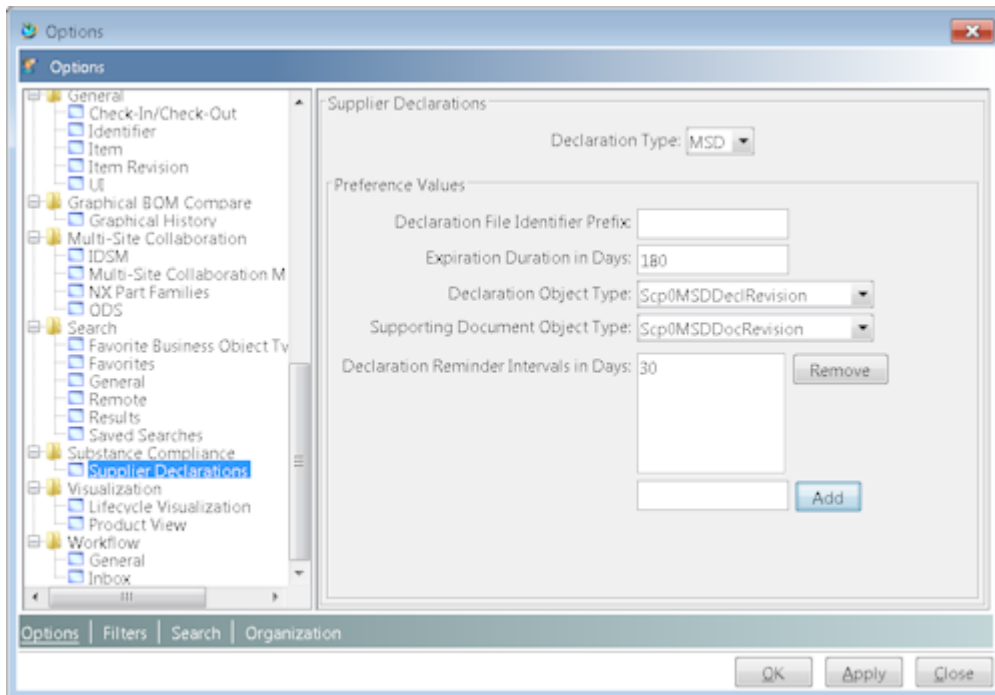 Options
Options
General
Check-In/Check-Out
Identifier
Item
Item Revision
UI
Graphical BOM Compare
Graphical History
Multi-Site Collaboration
IDSM
Multi-Site Collaboration M
NX Part Families
ODS
Search
Favorite Business Object Ty
Favorites
General
Remote
Results
Saved Searches
Substance Compliance
Supplier Declarations
Visualization
Lifecycle Visualization
Product View
Workflow
General
Inbox
Supplier Declarations
Declaration Type: MSD
Preference Values
Declaration File Identifier Prefix:
Expiration Duration in Days: 180
Declaration Object Type: Scp0MSDDeclRevision
Supporting Document Object Type: Scp0MSDDocRevision
Declaration Reminder Intervals in Days: 30
Remove
Add
Options | Filters | Search | Organization
OK Apply Close